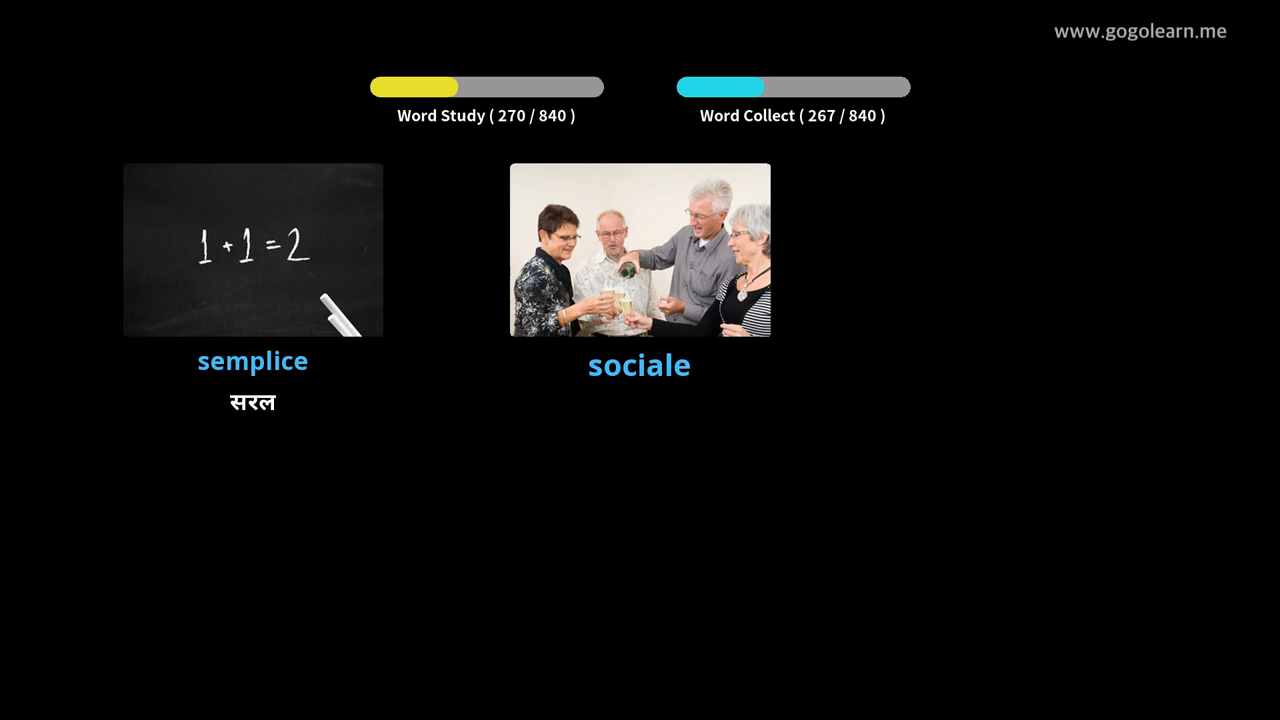 www.gogolearn.me
Word Study ( 270 / 840 )
Word Collect ( 267 / 840 )
1 + 1 = 2
semplice
सरल
sociale